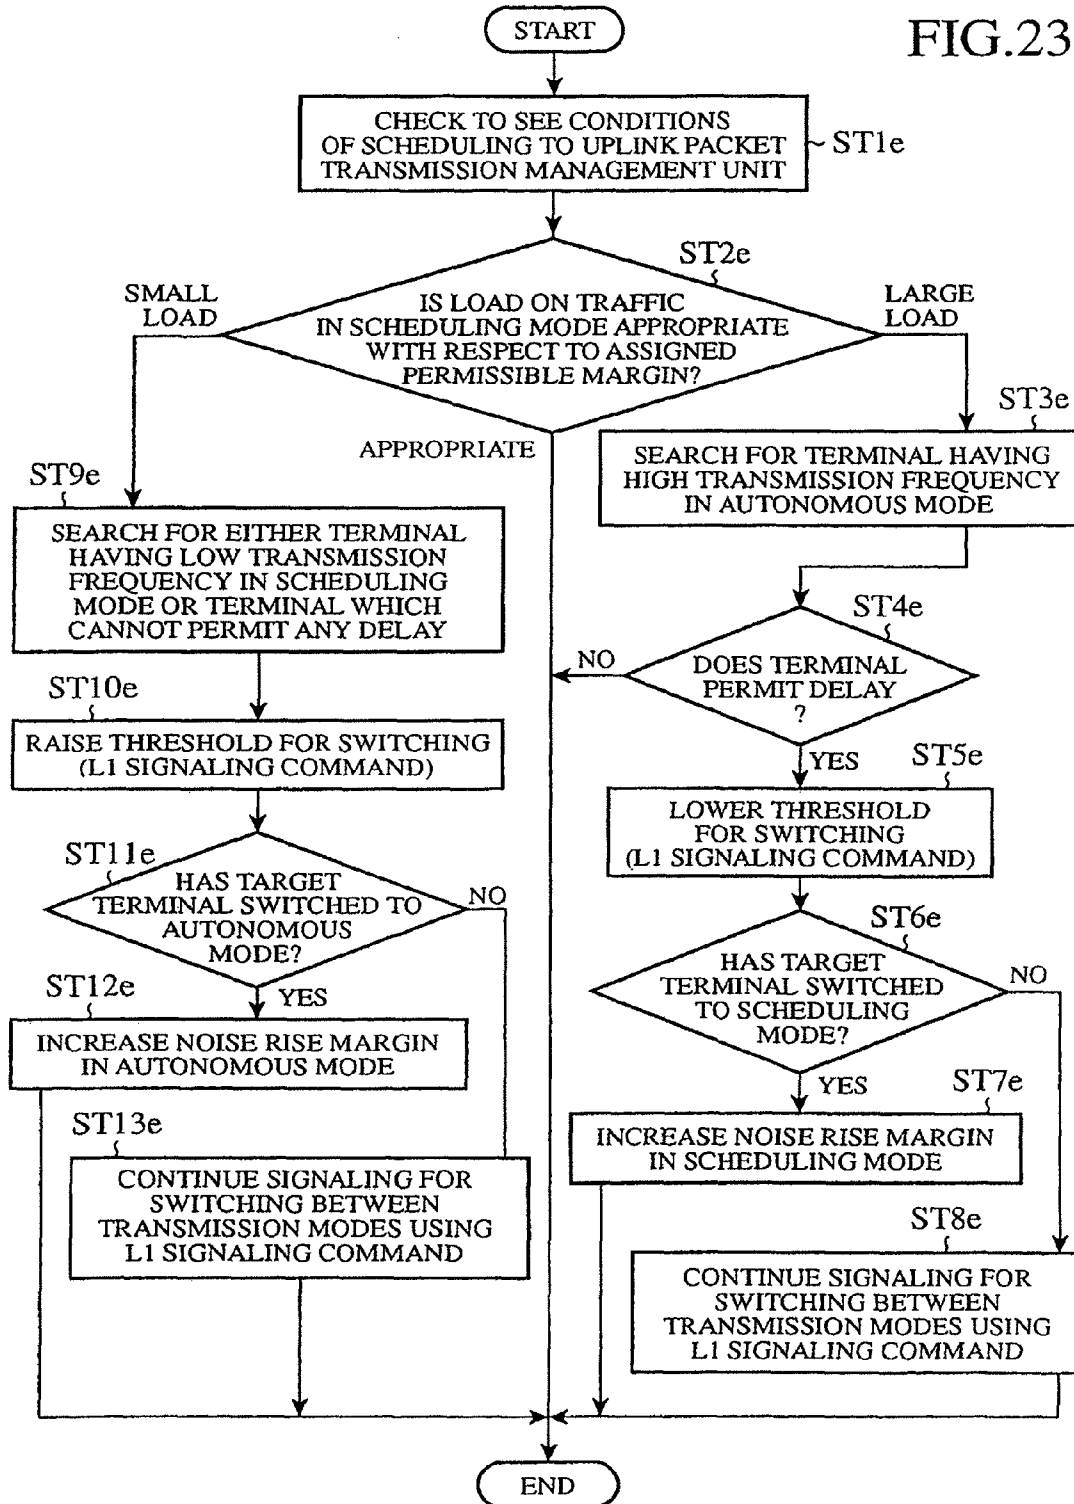 FIG.23
START
CHECK TO SEE CONDITIONS
OF SCHEDULING TO UPLINK PACKET
TRANSMISSION MANAGEMENT UNIT
ST1e
ST2e
SMALL
LOAD
IS LOAD ON TRAFFIC
IN SCHEDULING MODE APPROPRIATE
WITH RESPECT TO ASSIGNED
PERMISSIBLE MARGIN?
LARGE
LOAD
APPROPRIATE
ST3e
SEARCH FOR TERMINAL HAVING
HIGH TRANSMISSION FREQUENCY
IN AUTONOMOUS MODE
ST9e
SEARCH FOR EITHER TERMINAL
HAVING LOW TRANSMISSION
FREQUENCY IN SCHEDULING
MODE OR TERMINAL WHICH
CANNOT PERMIT ANY DELAY
ST4e
NO
DOES TERMINAL
PERMIT DELAY
?
YES
ST10e
RAISE THRESHOLD FOR SWITCHING
(L1 SIGNALING COMMAND)
ST5e
LOWER THRESHOLD
FOR SWITCHING
(L1 SIGNALING COMMAND)
ST11e
HAS TARGET
TERMINAL SWITCHED TO
AUTONOMOUS
MODE?
NO
YES
ST6e
HAS TARGET
TERMINAL SWITCHED
TO SCHEDULING
MODE?
NO
YES
ST12e
INCREASE NOISE RISE MARGIN
IN AUTONOMOUS MODE
ST7e
INCREASE NOISE RISE MARGIN
IN SCHEDULING MODE
ST13e
CONTINUE SIGNALING FOR
SWITCHING BETWEEN
TRANSMISSION MODES USING
L1 SIGNALING COMMAND
ST8e
CONTINUE SIGNALING FOR
SWITCHING BETWEEN
TRANSMISSION MODES USING
L1 SIGNALING COMMAND
END